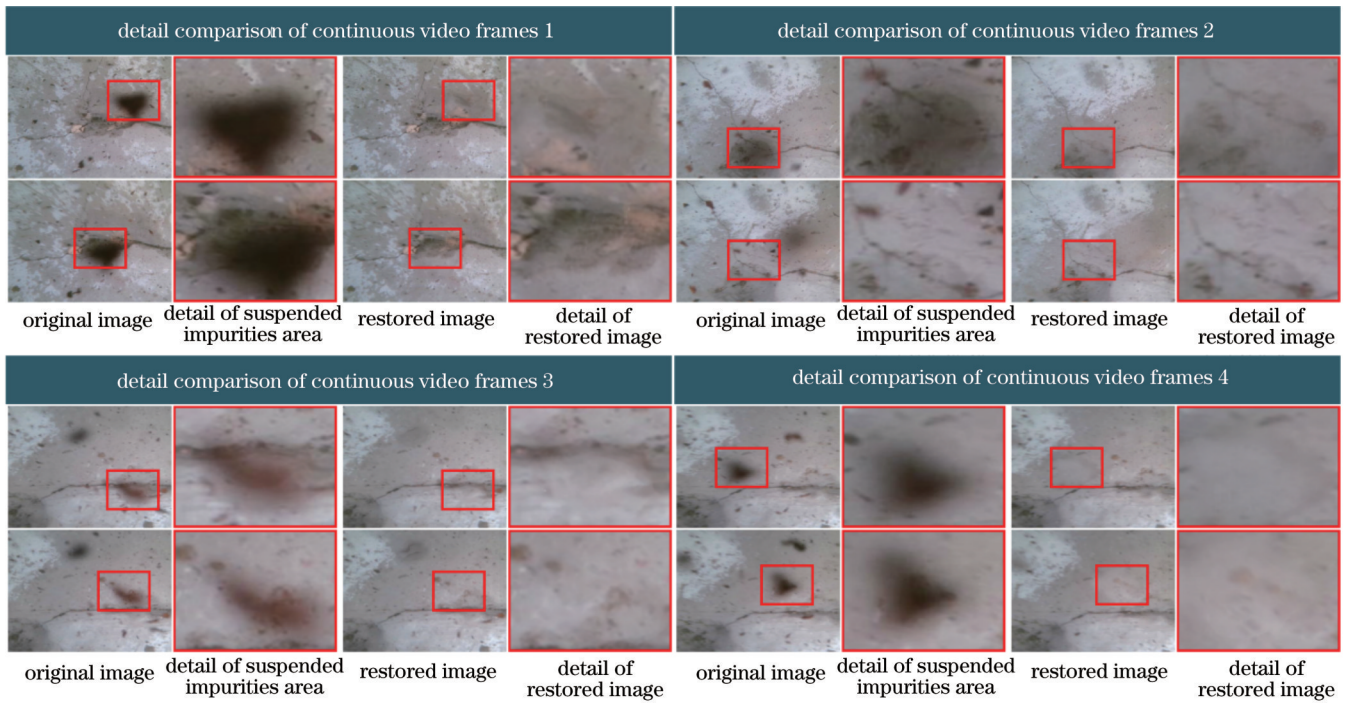 detail comparison of continuous video frames 1
detail comparison of continuous video frames 2
original image
detail of suspended
impurities area
restored image
detail of
restored image
original image
detail of suspended
impurities area
restored image
detail of
restored image
detail comparison of continuous video frames 3
detail comparison of continuous video frames 4
original image
detail of suspended
impurities area
restored image
detail of
restored image
original image
detail of suspended
impurities area
restored image
detail of
restored image